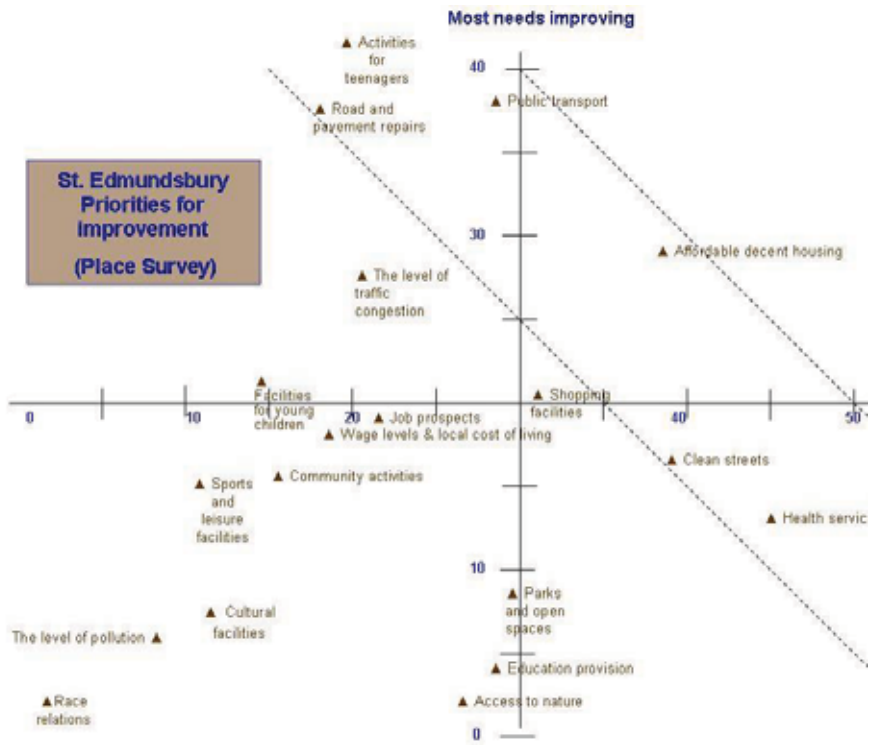 Most needs improving
Activities
for
teenagers
40
Public transport
Road and
pavement repairs
St. Edmundsbury
Priorities for
improvement
(Place Survey)
30
Affordable decent housing
The level of
traffic
congestion
0
10
20
40
50
Facilities
for young
children
Job prospects
Shopping
facilities
Wage levels & local cost of living
Clean streets
Community activities
Sports
and
leisure
facilities
Health servic
10
Parks
and open
spaces
Cultural
facilities
The level of pollution
Education provision
Race
relations
Access to nature
0